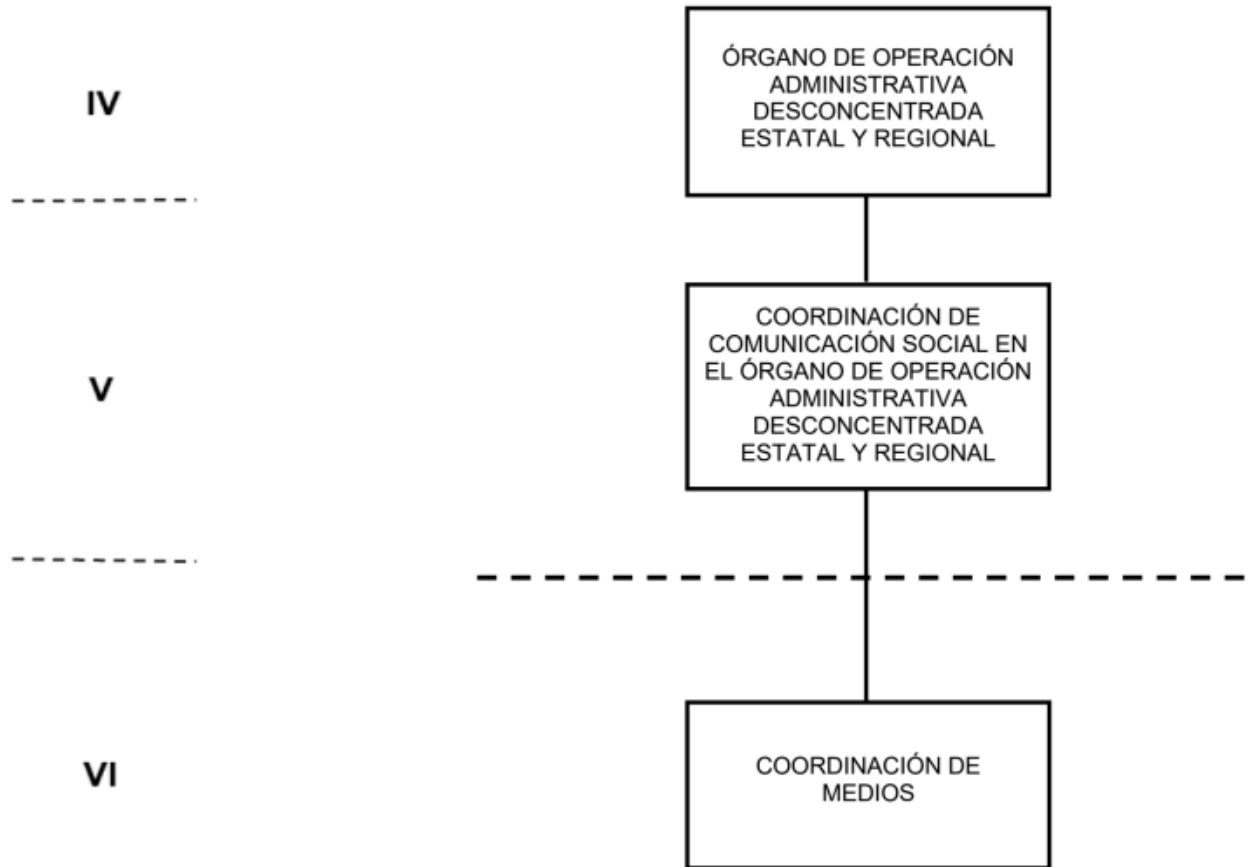 IV
ÓRGANO DE OPERACIÓN
ADMINISTRATIVA
DESCONCENTRADA
ESTATAL Y REGIONAL
V
COORDINACIÓN DE
COMUNICACIÓN SOCIAL EN
EL ÓRGANO DE OPERACIÓN
ADMINISTRATIVA
DESCONCENTRADA
ESTATAL Y REGIONAL
VI
COORDINACIÓN DE
MEDIOS